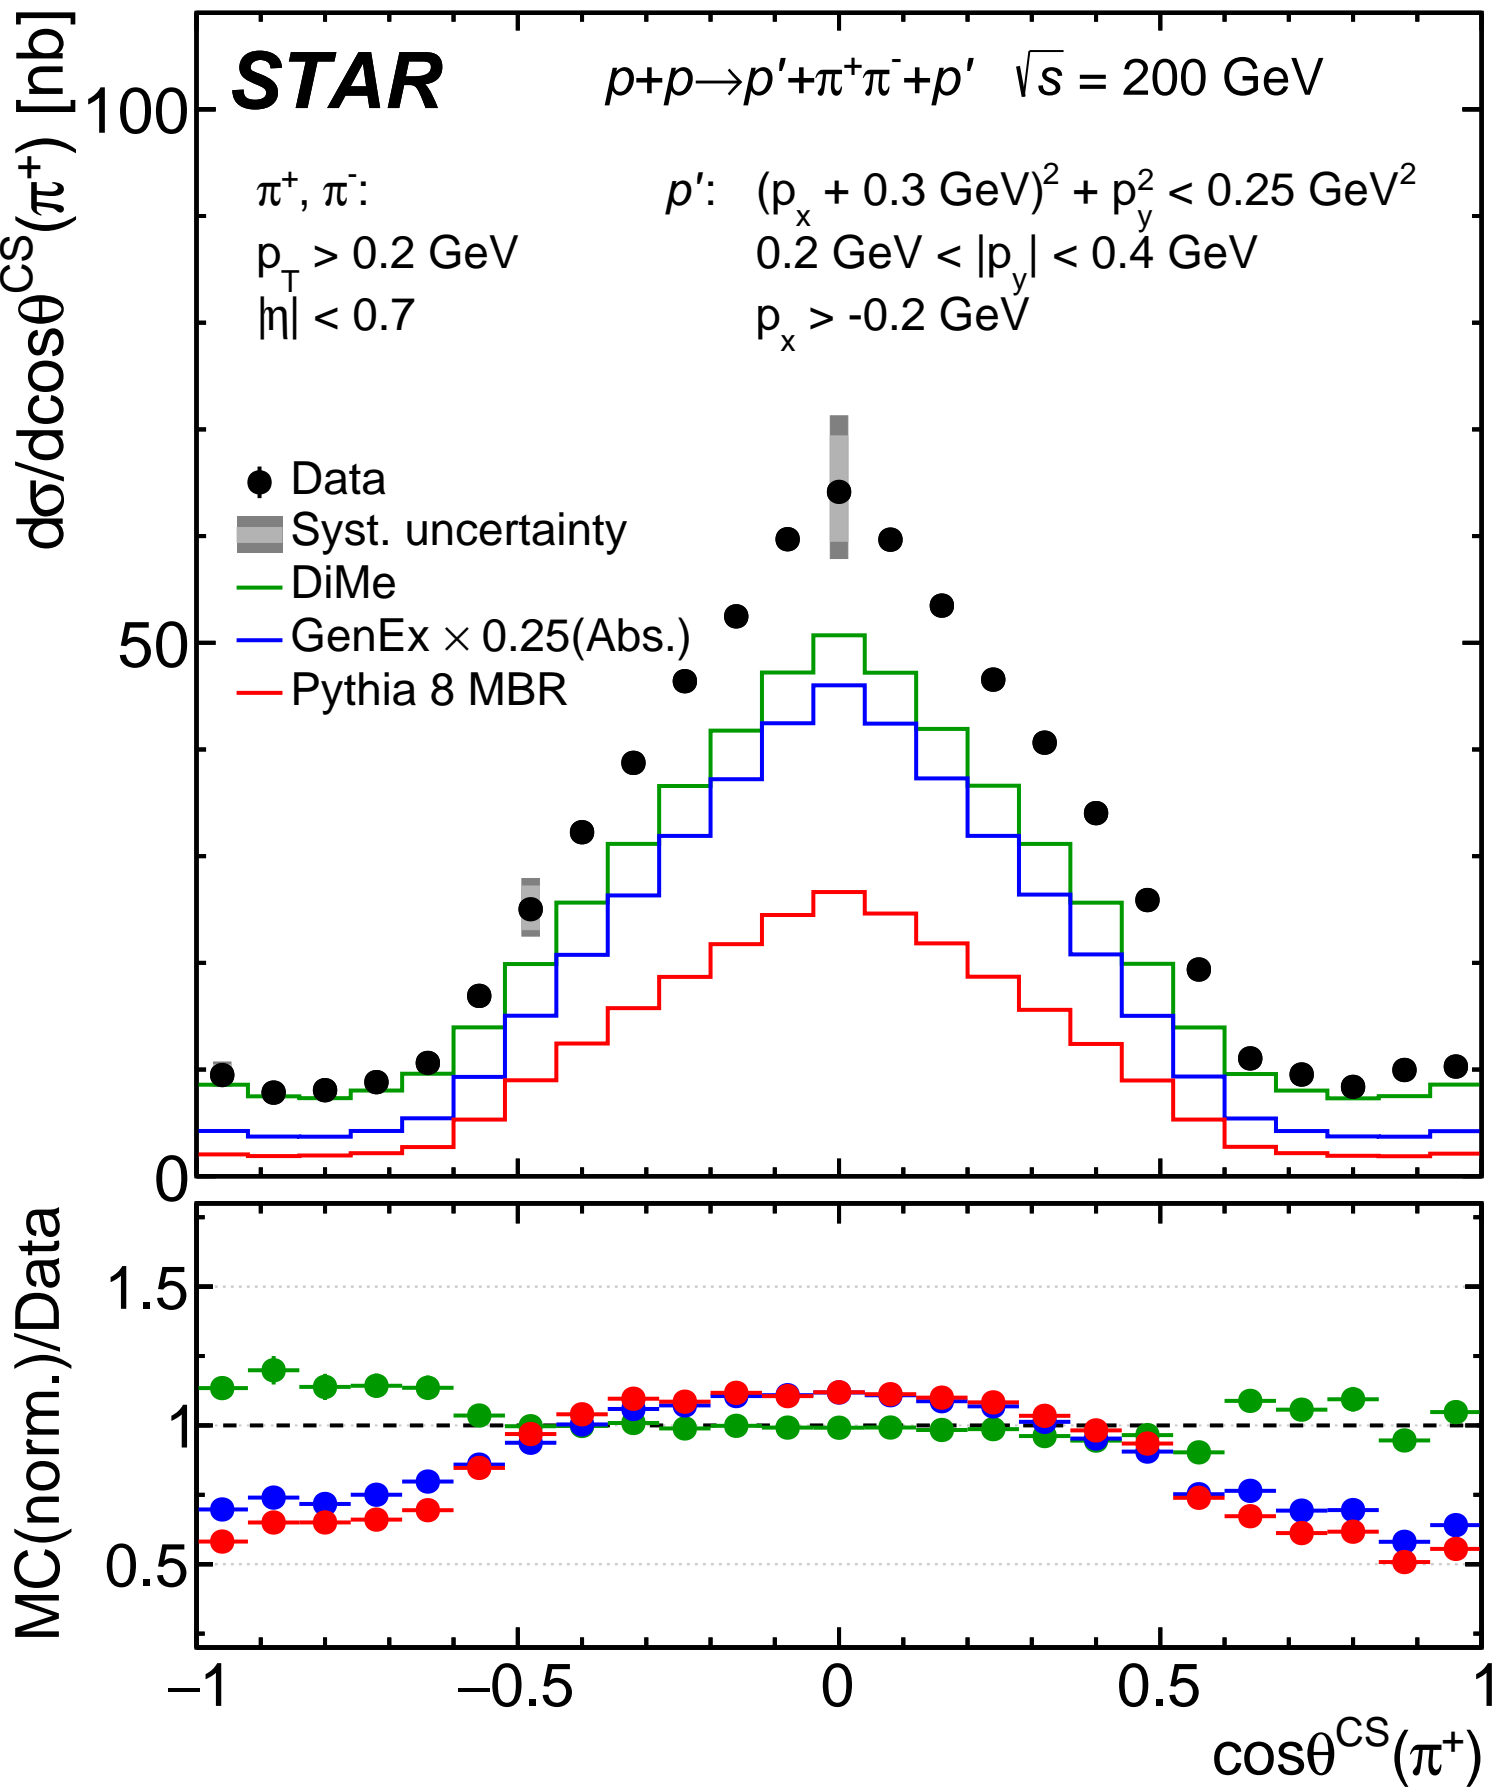 STAR p+p→p′+π⁺π⁻+p′ √s = 200 GeV
π⁺, π⁻: p′: (pₓ + 0.3 GeV)² + p_y² < 0.25 GeV²
p_T > 0.2 GeV 0.2 GeV < |p_y| < 0.4 GeV
|η| < 0.7 pₓ > -0.2 GeV
dσ/dcosθ^CS(π⁺) [nb]
100
50
0
Data
Syst. uncertainty
DiMe
GenEx × 0.25(Abs.)
Pythia 8 MBR
MC(norm.)/Data
1.5
1
0.5
−1 −0.5 0 0.5 1
cosθ^CS(π⁺)